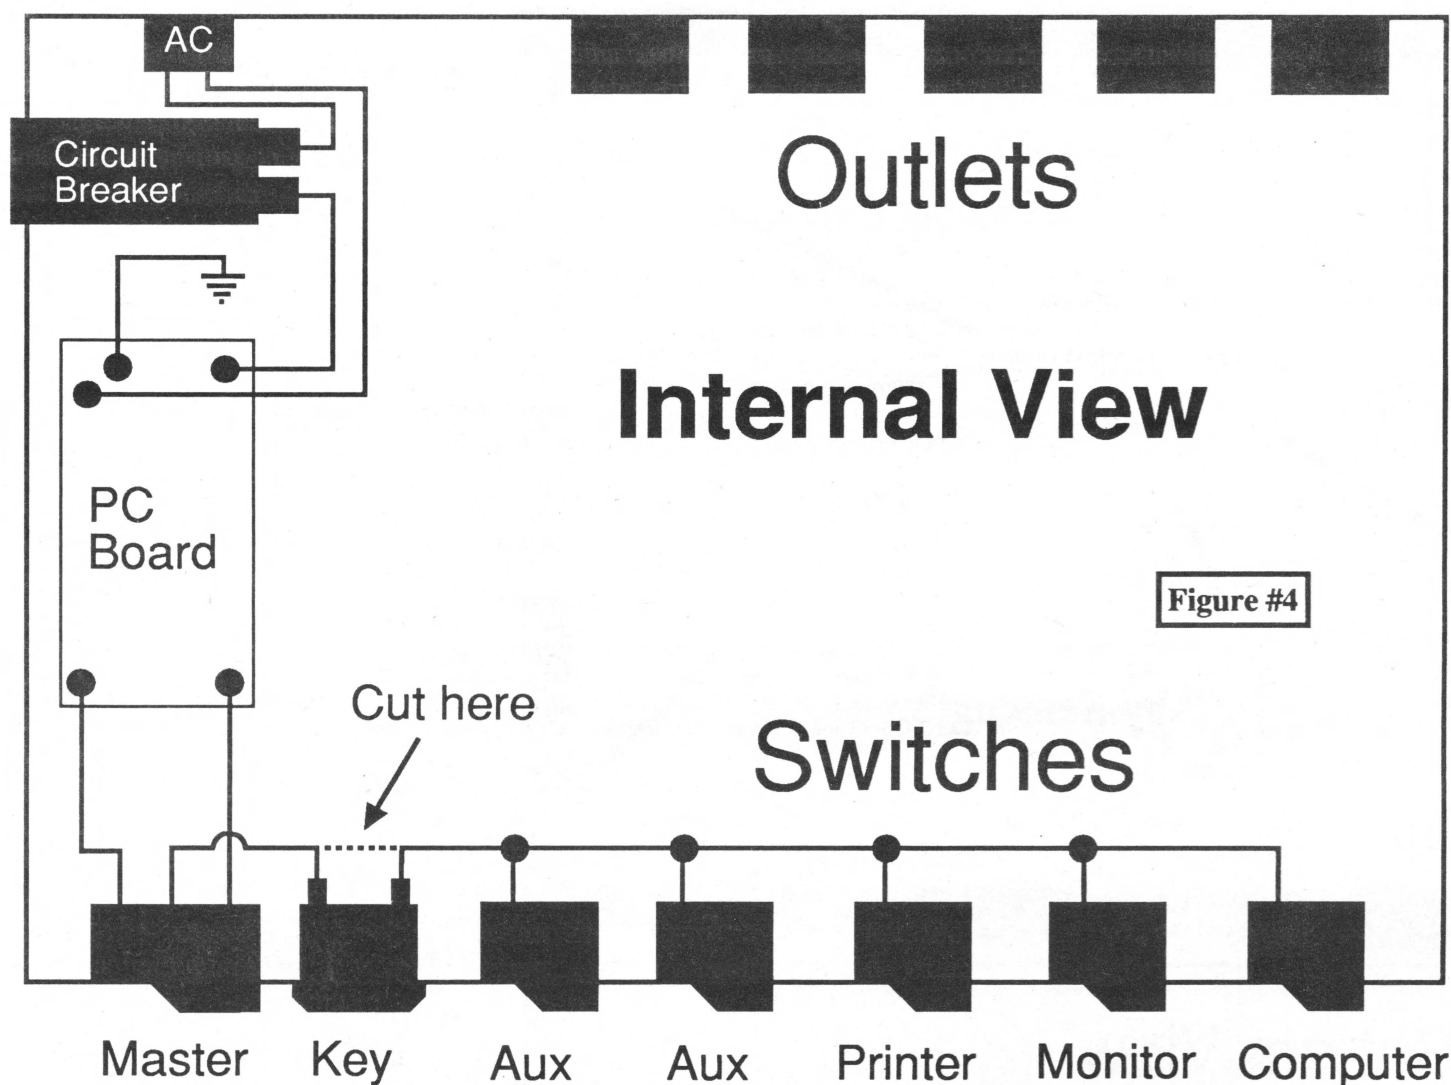 AC
Circuit
Breaker
Outlets
Internal View
PC
Board
Figure #4
Cut here
Switches
Master
Key
Aux
Aux
Printer
Monitor
Computer